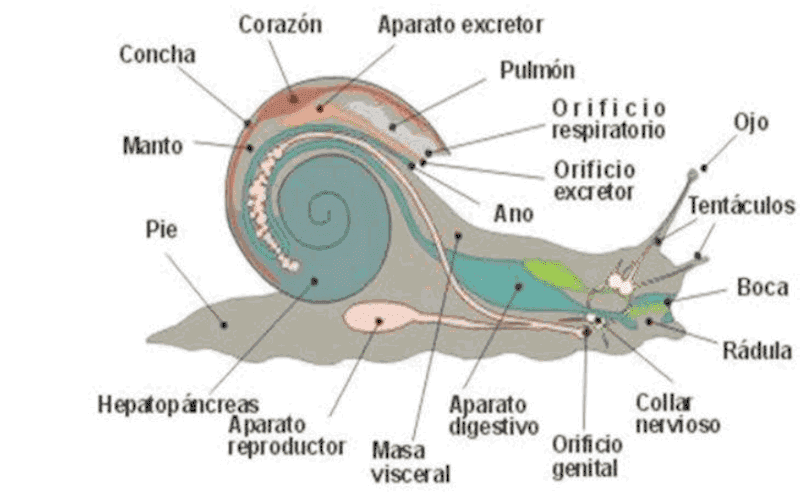 Corazón
Aparato excretor
Concha
Pulmón
Orificio
respiratorio
Ojo
Manto
Orificio
excretor
Ano
Tentáculos
Pie
Boca
Rádula
Hepatopáncreas
Aparato
reproductor
Masa
visceral
Aparato
digestivo
Orificio
genital
Collar
nervioso